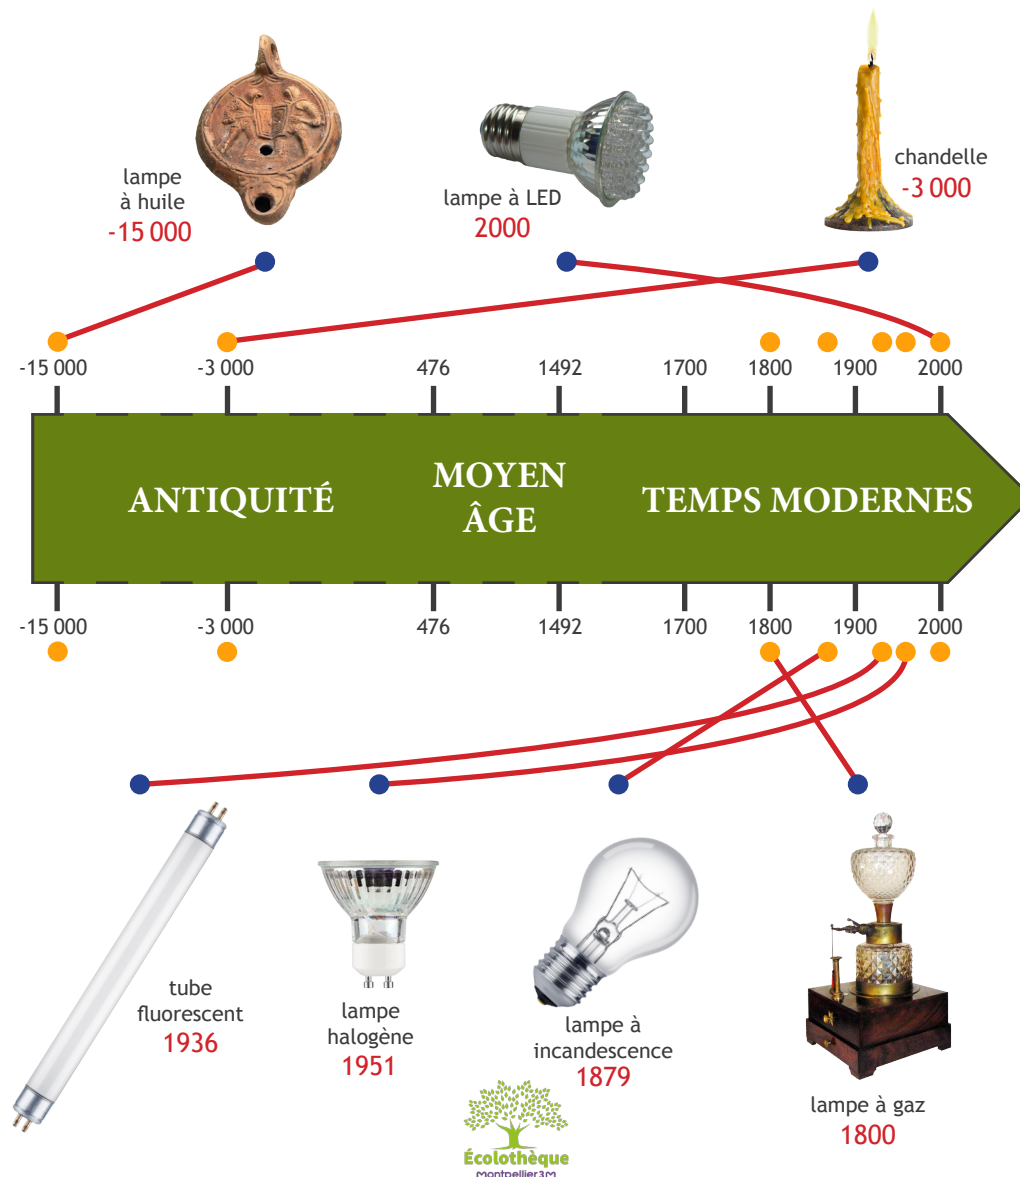 lampe
à huile
-15 000
lampe à LED
2000
chandelle
-3 000
-15 000 -3 000 476 1492 1700 1800 1900 2000
ANTIQUITÉ
MOYEN
ÂGE
TEMPS MODERNES
-15 000 -3 000 476 1492 1700 1800 1900 2000
tube
fluorescent
1936
lampe
halogène
1951
lampe à
incandescence
1879
lampe à gaz
1800
Écolothèque
montpellier3m